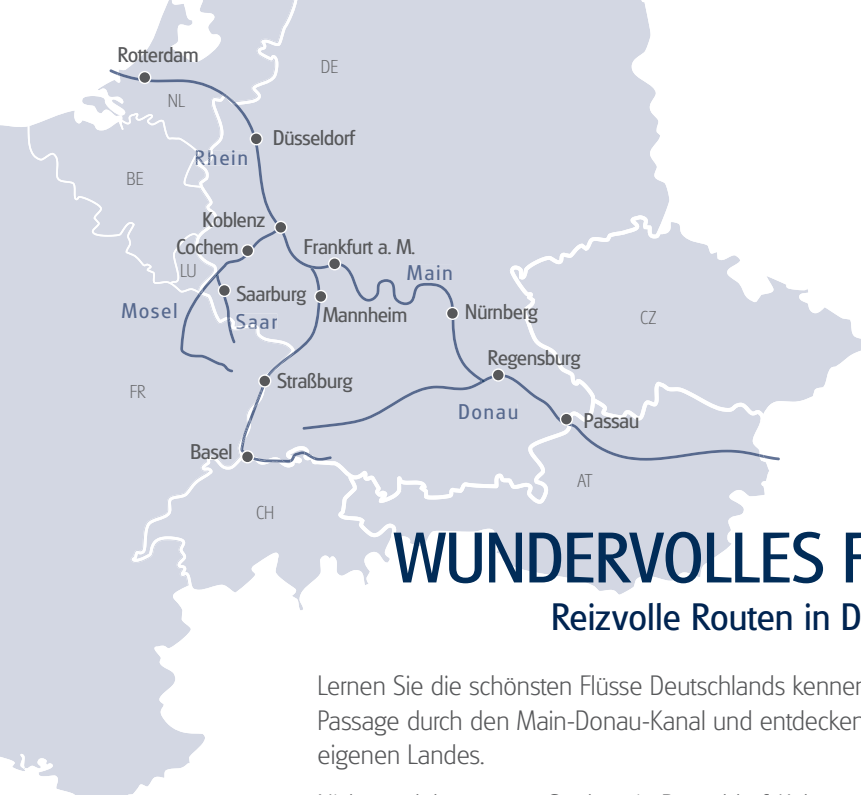 Rotterdam
DE
NL
Düsseldorf
Rhein
BE
Koblenz
Cochem
Frankfurt a. M.
LU
Main
Saarburg
Mosel
Saar
Mannheim
Nürnberg
CZ
Regensburg
FR
Straßburg
Donau
Passau
Basel
AT
CH
WUNDERVOLLES
Reizvolle Routen in D
Lernen Sie die schönsten Flüsse Deutschlands kennen
Passage durch den Main-Donau-Kanal und entdecken
eigenen Landes.